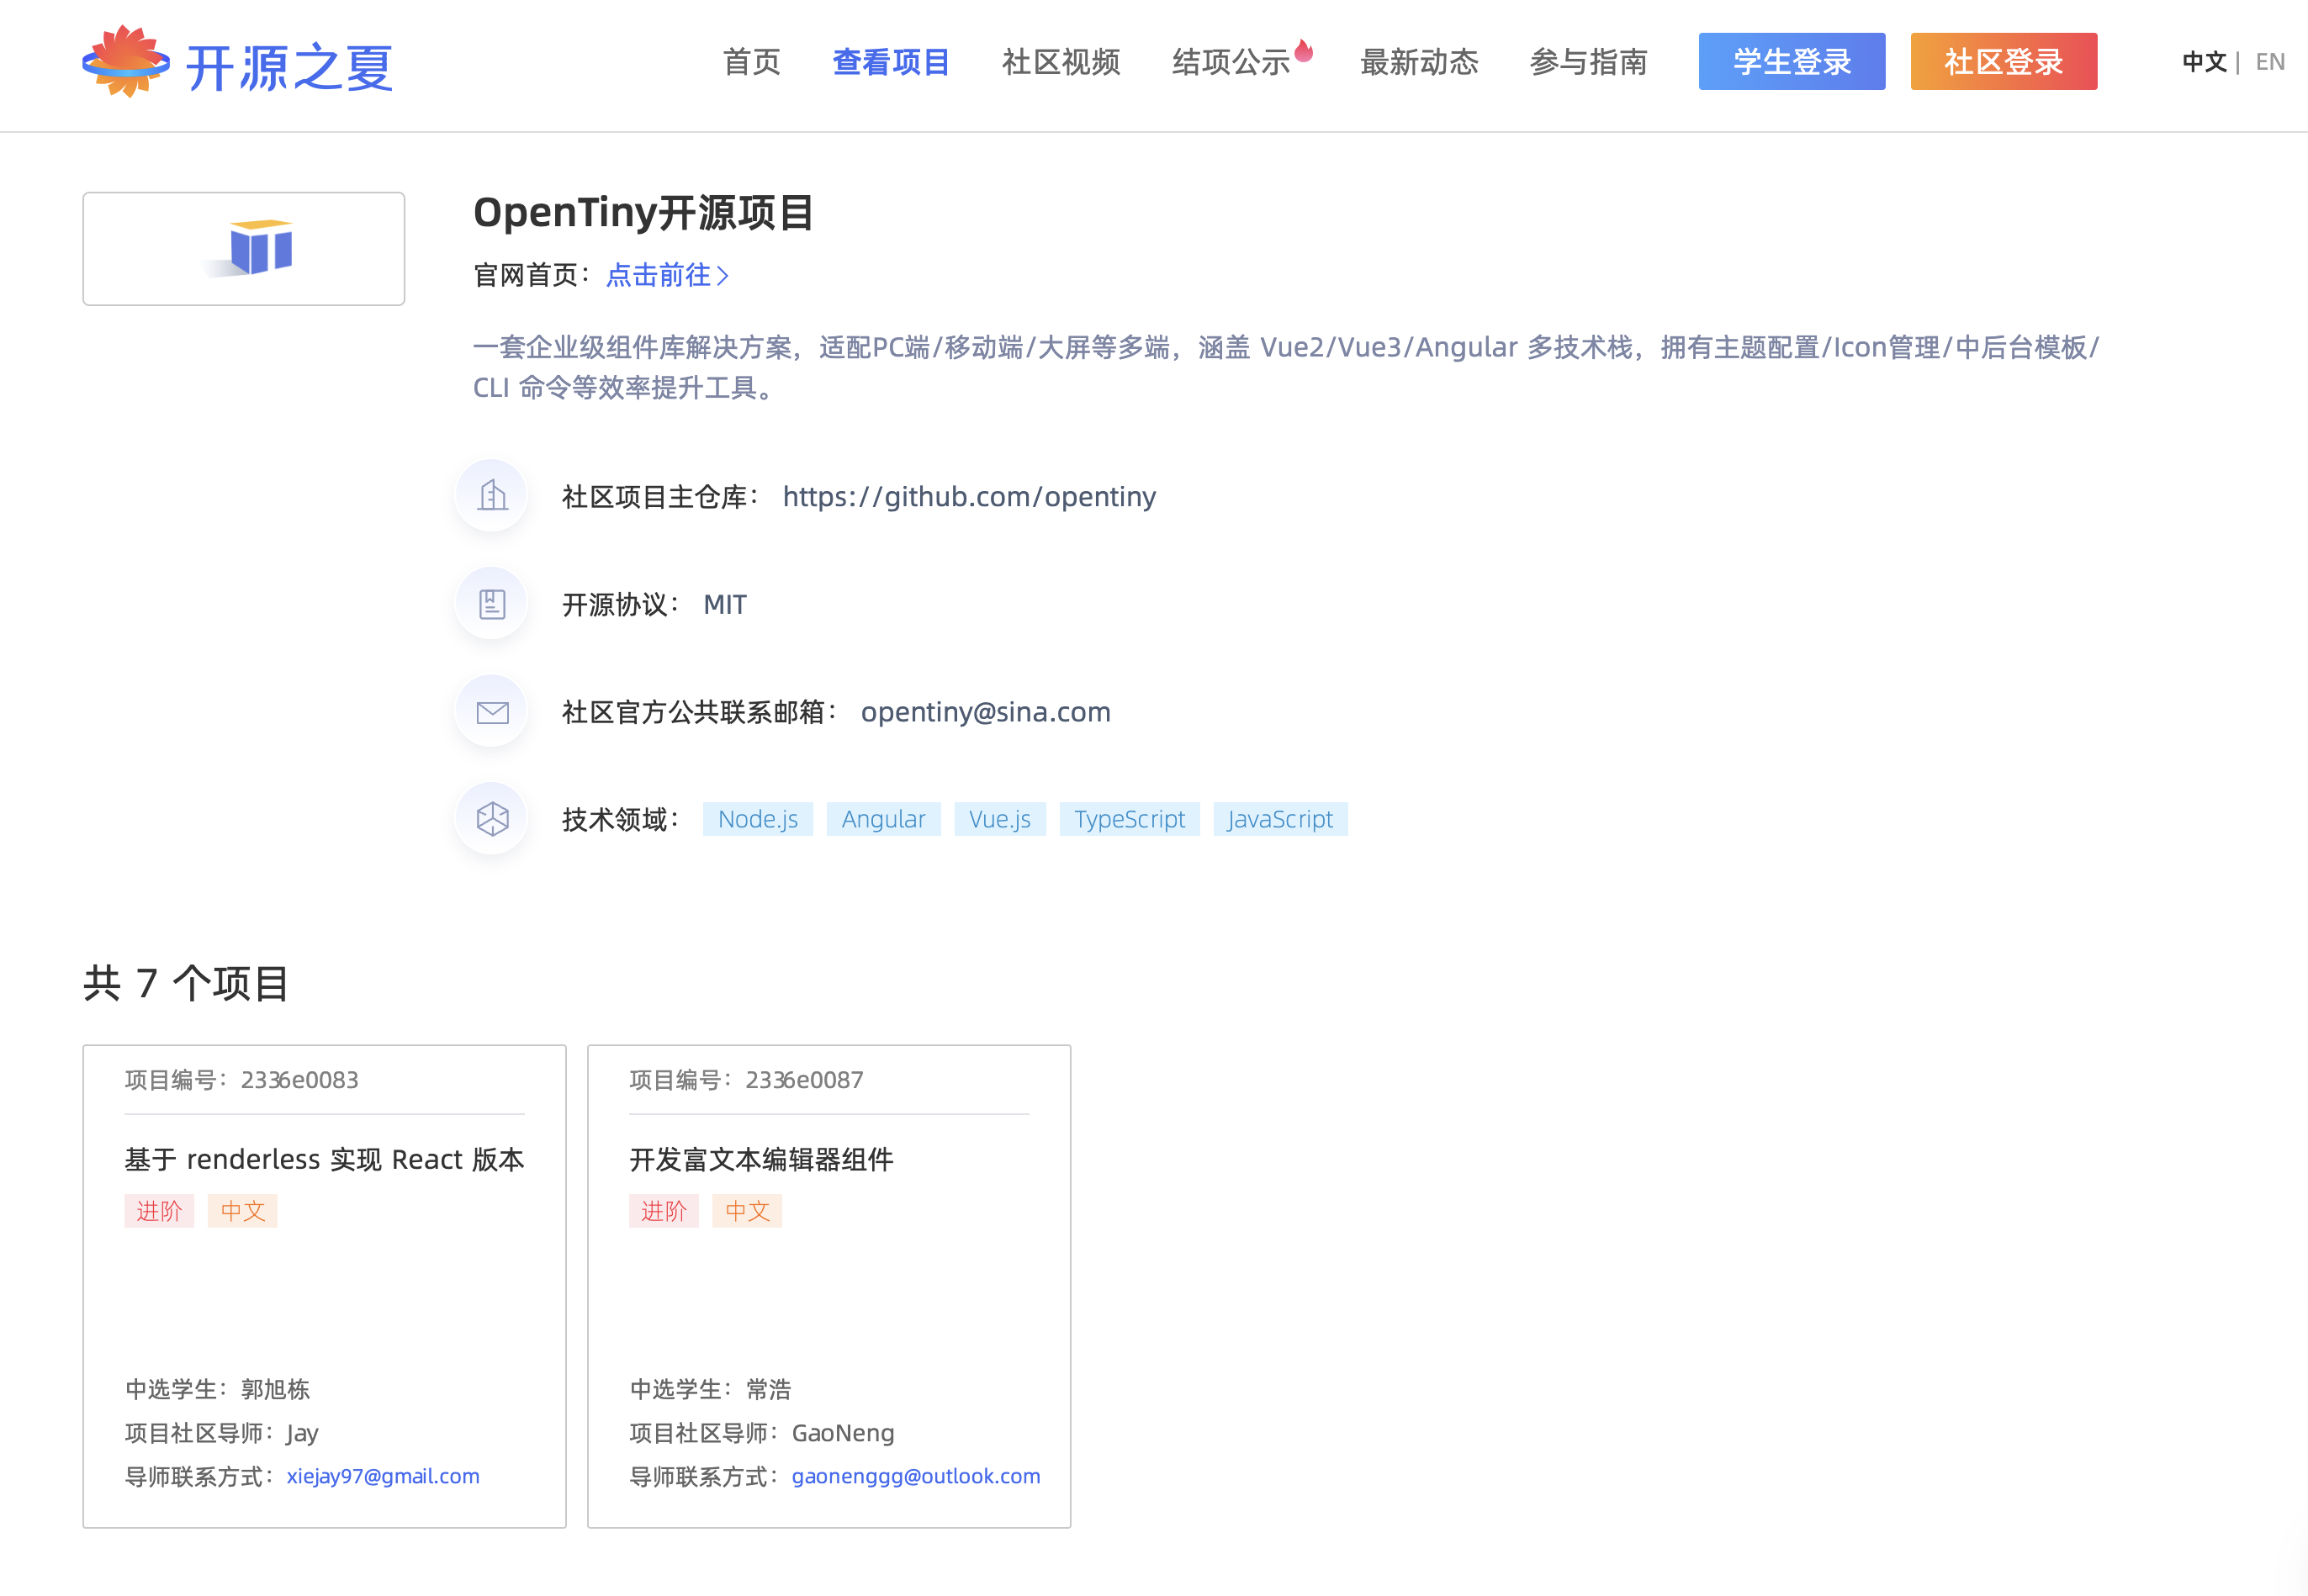 开源之夏
首页 查看项目 社区视频 结项公示 最新动态 参与指南 学生登录 社区登录 中文 | EN
OpenTiny开源项目
官网首页：点击前往
一套企业级组件库解决方案，适配PC端/移动端/大屏等多端，涵盖 Vue2/Vue3/Angular 多技术栈，拥有主题配置/Icon管理/中后台模板/
CLI 命令等效率提升工具。
社区项目主仓库： https://github.com/opentiny
开源协议： MIT
社区官方公共联系邮箱： opentiny@sina.com
技术领域： Node.js Angular Vue.js TypeScript JavaScript
共 7 个项目
项目编号：2336e0083
基于 renderless 实现 React 版本
进阶 中文
中选学生：郭旭栋
项目社区导师：Jay
导师联系方式：xiejay97@gmail.com
项目编号：2336e0087
开发富文本编辑器组件
进阶 中文
中选学生：常浩
项目社区导师：GaoNeng
导师联系方式：gaonenggg@outlook.com